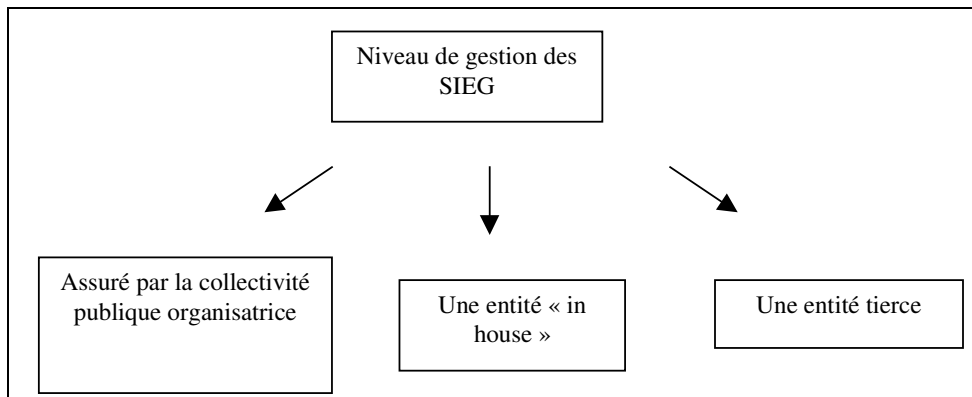 Niveau de gestion des
SIEG
Assuré par la collectivité
publique organisatrice
Une entité « in
house »
Une entité tierce